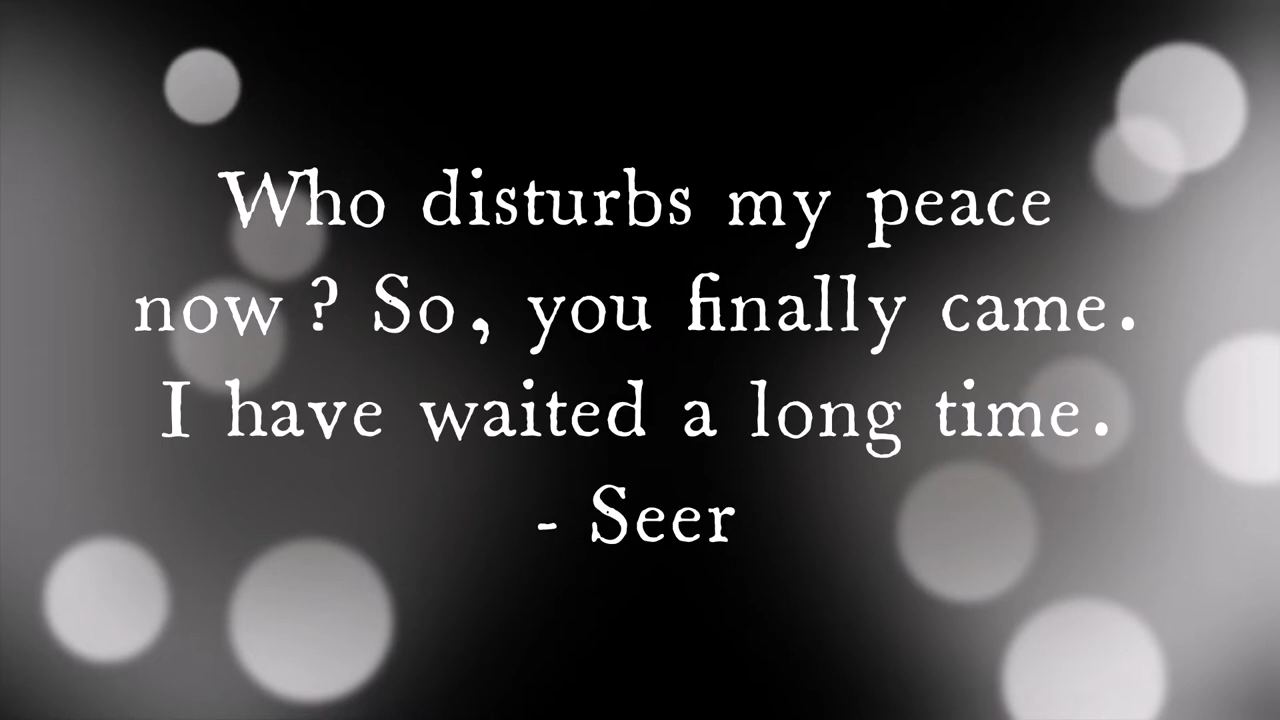 Who disturbs my peace
now ? So , you finally came .
I have waited a long time .
- Seer